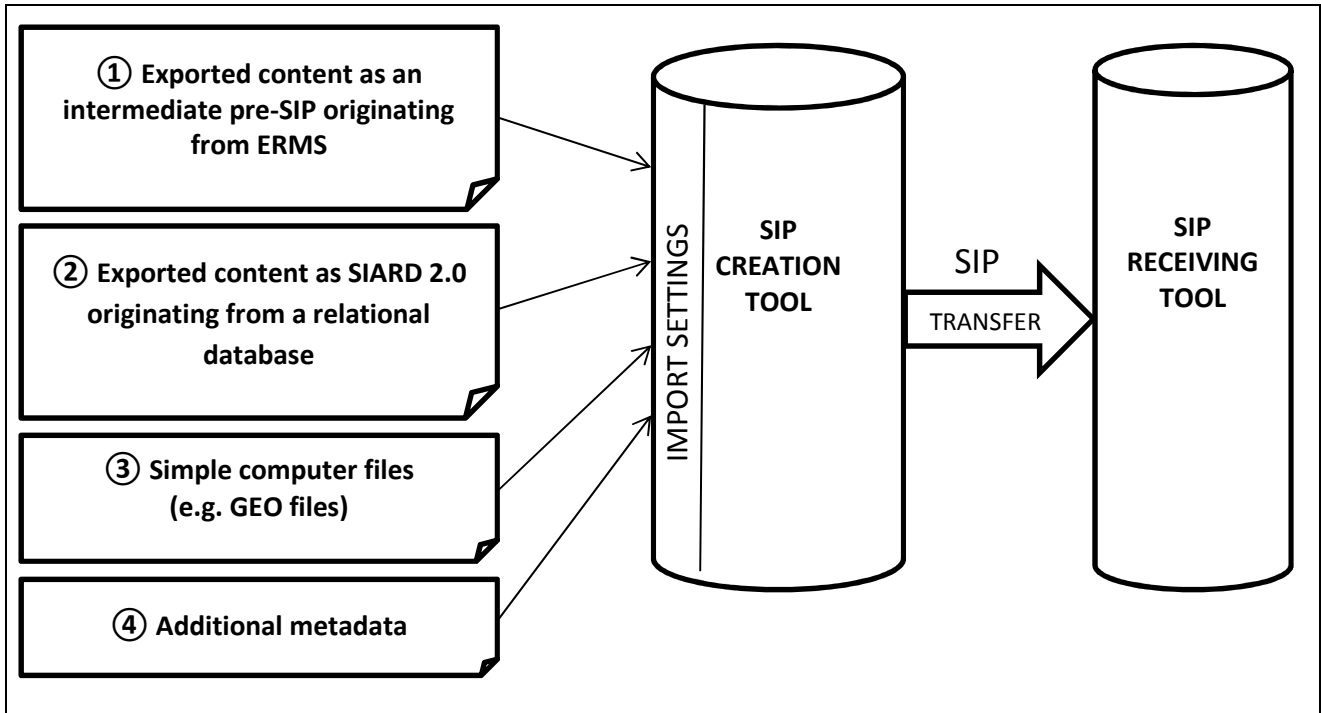 ① Exported content as an
intermediate pre-SIP originating
from ERMS
② Exported content as SIARD 2.0
originating from a relational
database
③ Simple computer files
(e.g. GEO files)
④ Additional metadata
IMPORT SETTINGS
SIP
CREATION
TOOL
SIP
TRANSFER
SIP
RECEIVING
TOOL